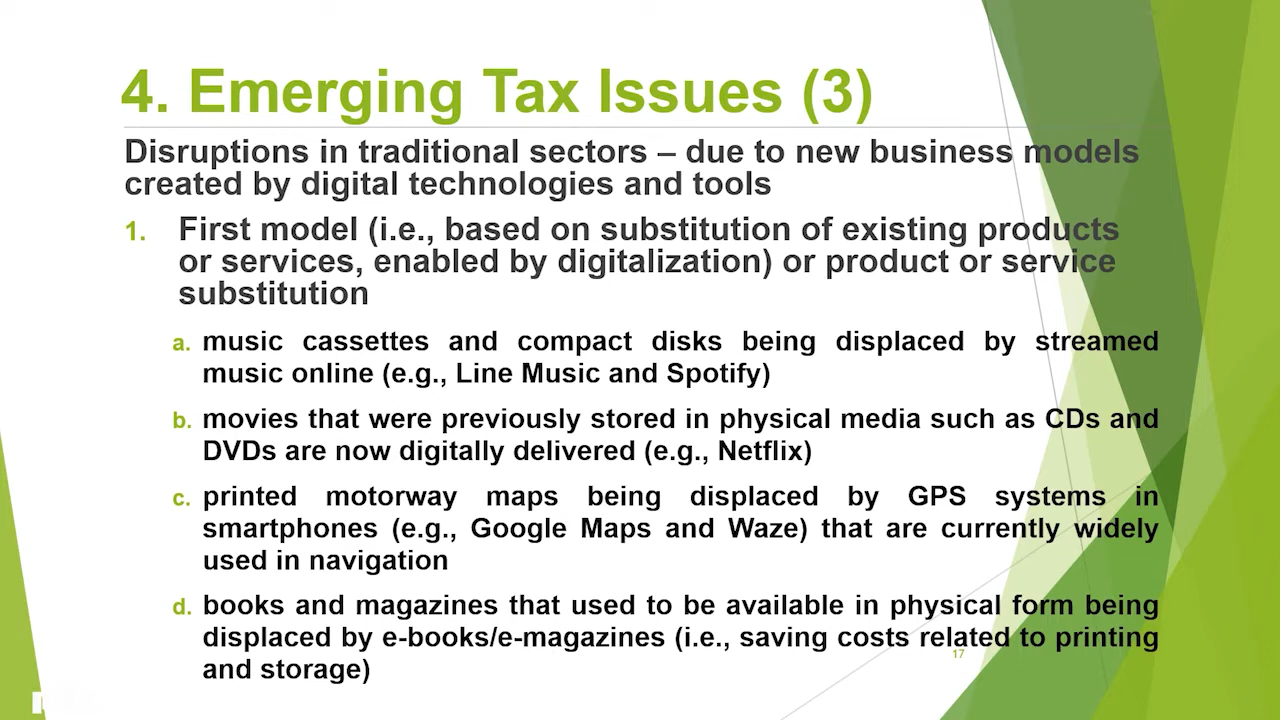 4. Emerging Tax Issues (3)
Disruptions in traditional sectors – due to new business models
created by digital technologies and tools
1. First model (i.e., based on substitution of existing products
or services, enabled by digitalization) or product or service
substitution
a. music cassettes and compact disks being displaced by streamed
music online (e.g., Line Music and Spotify)
b. movies that were previously stored in physical media such as CDs and
DVDs are now digitally delivered (e.g., Netflix)
c. printed motorway maps being displaced by GPS systems in
smartphones (e.g., Google Maps and Waze) that are currently widely
used in navigation
d. books and magazines that used to be available in physical form being
displaced by e-books/e-magazines (i.e., saving costs related to printing
and storage)
17